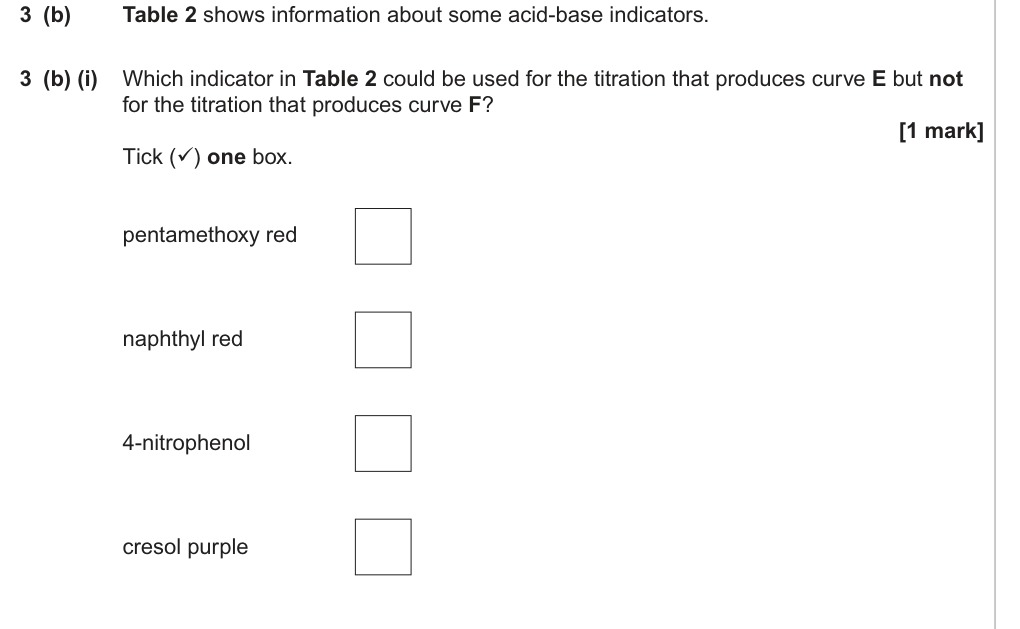 3 (b) Table 2 shows information about some acid-base indicators.
3 (b) (i) Which indicator in Table 2 could be used for the titration that produces curve E but not
for the titration that produces curve F?
[1 mark]
Tick (✓) one box.
pentamethoxy red
naphthyl red
4-nitrophenol
cresol purple